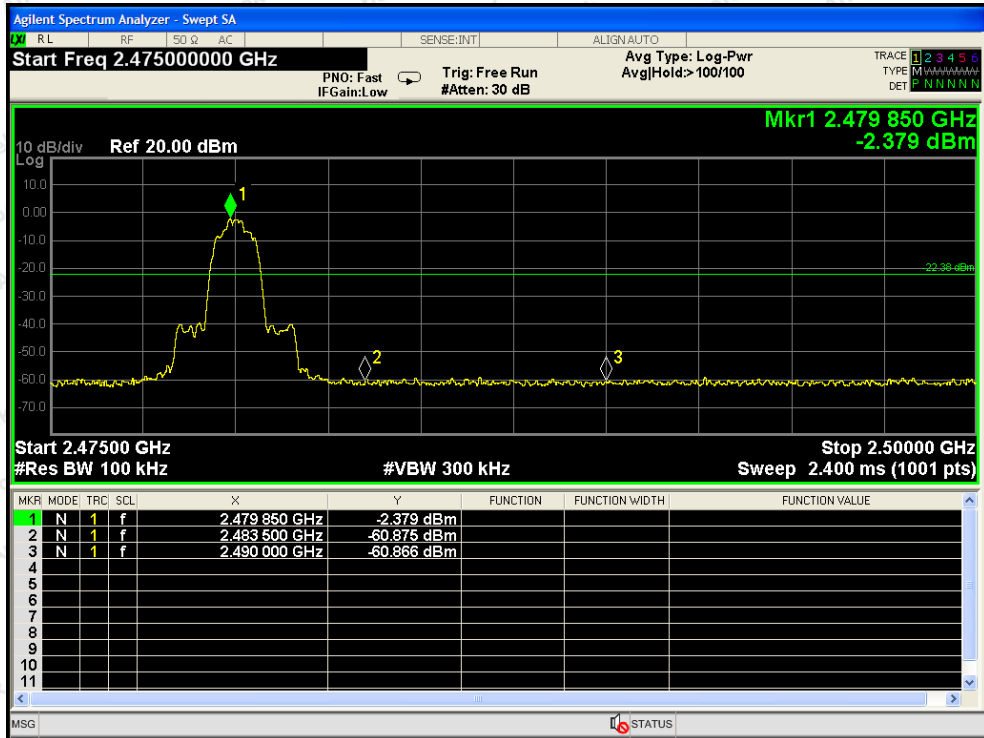 Agilent Spectrum Analyzer - Swept SA
LXI RL RF 50 Ω AC SENSE:INT ALIGN AUTO
Start Freq 2.475000000 GHz
PNO: Fast
IFGain:Low
Trig: Free Run
#Atten: 30 dB
Avg Type: Log-Pwr
Avg|Hold:>100/100
TRACE 1 2 3 4 5 6
TYPE M W W W W W
DET P N N N N N
Mkr1 2.479 850 GHz
-2.379 dBm
10 dB/div Ref 20.00 dBm
Log
10.0
0.00
-10.0
-20.0
-30.0
-40.0
-50.0
-60.0
-70.0
1
-22.38 dBm
2
3
Start 2.47500 GHz Stop 2.50000 GHz
#Res BW 100 kHz #VBW 300 kHz Sweep 2.400 ms (1001 pts)
MKR MODE TRC SCL X Y FUNCTION FUNCTION WIDTH FUNCTION VALUE
1 N 1 f 2.479 850 GHz -2.379 dBm
2 N 1 f 2.483 500 GHz -60.875 dBm
3 N 1 f 2.490 000 GHz -60.866 dBm
4
5
6
7
8
9
10
11
MSG STATUS